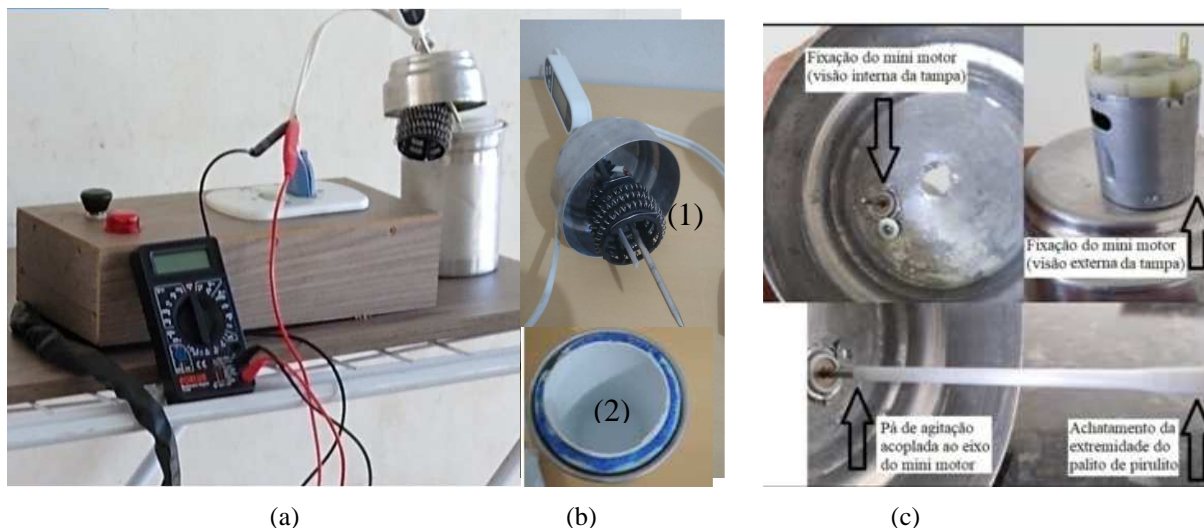 Fixação do mini motor
(visão interna da tampa)
(1)
Fixação do mini motor
(visão externa da tampa)
(2)
Pá de agitação
acoplada ao eixo
do mini motor
Achatamento da
extremidade do
palito de pirulito
(a)
(b)
(c)